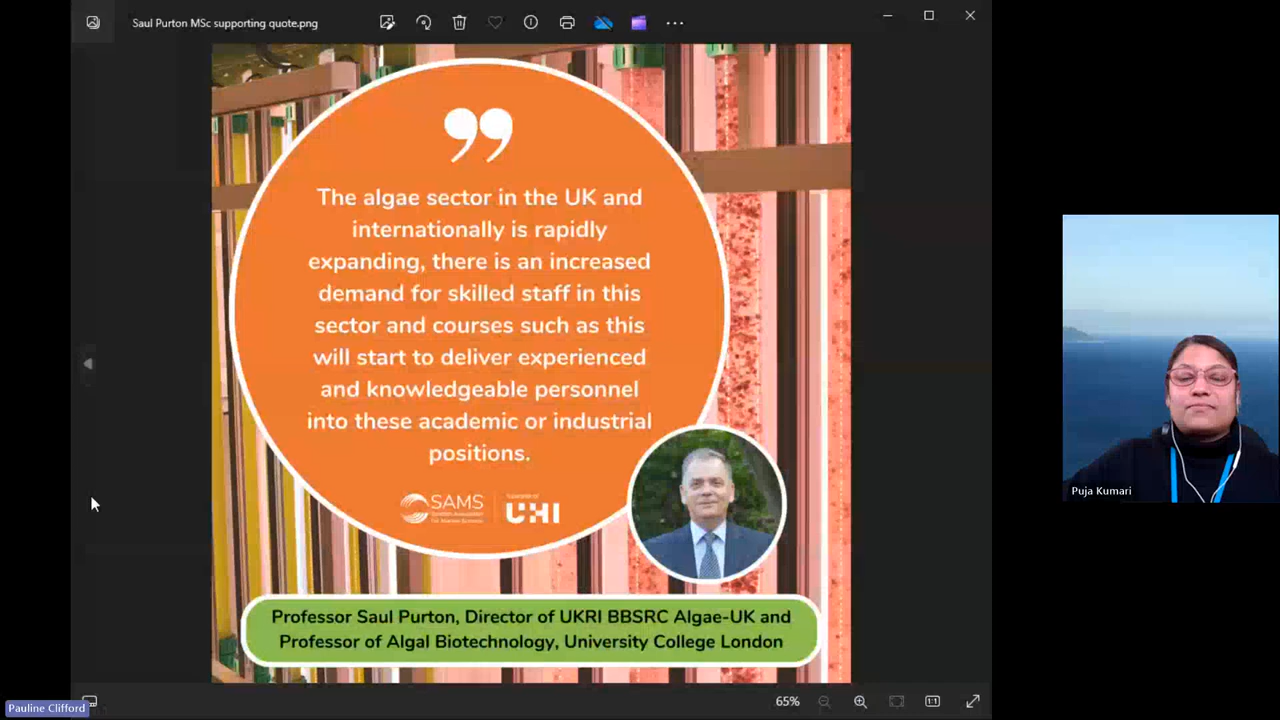 Saul Purton MSc supporting quote.png
The algae sector in the UK and
internationally is rapidly
expanding, there is an increased
demand for skilled staff in this
sector and courses such as this
will start to deliver experienced
and knowledgeable personnel
into these academic or industrial
positions.
SAMS
UHI
Professor Saul Purton, Director of UKRI BBSRC Algae-UK and
Professor of Algal Biotechnology, University College London
65%
Pauline Clifford
Puja Kumari